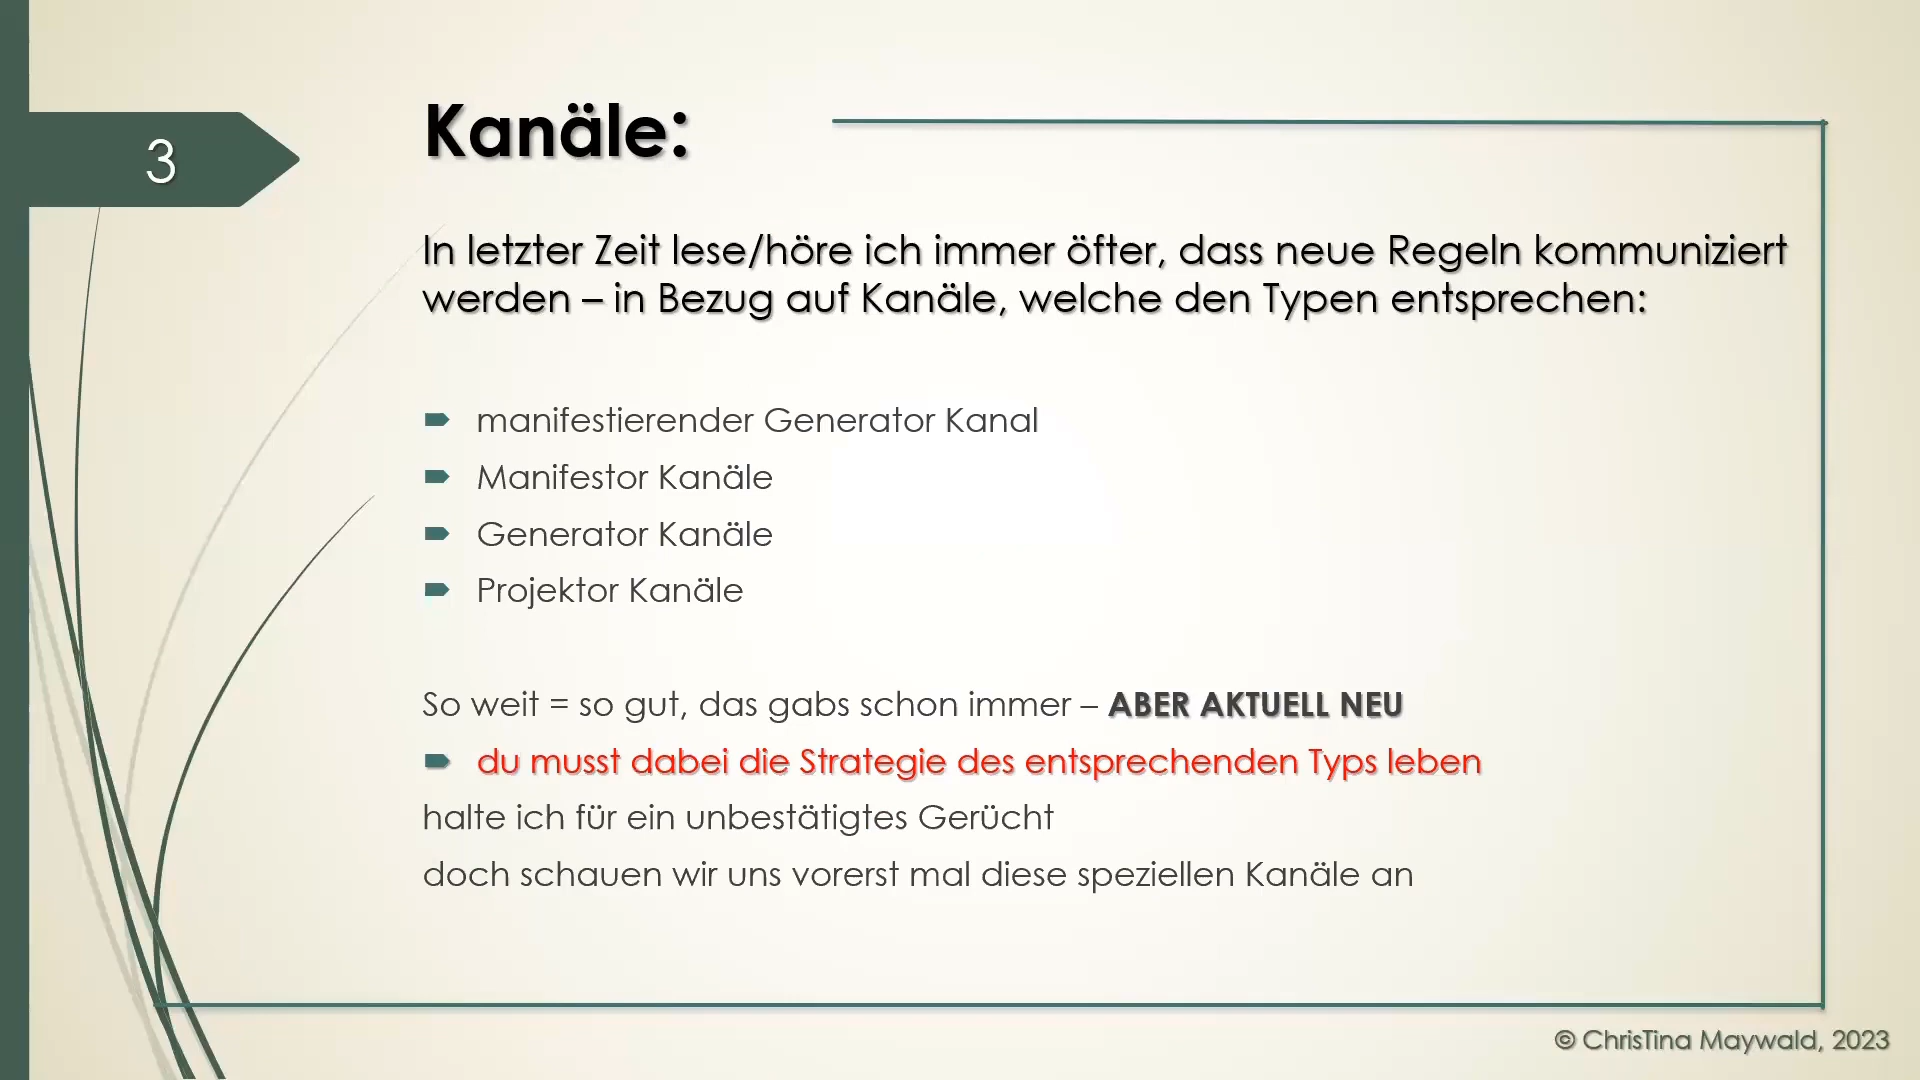 3
Kanäle:
In letzter Zeit lese/höre ich immer öfter, dass neue Regeln kommuniziert
werden – in Bezug auf Kanäle, welche den Typen entsprechen:
manifestierender Generator Kanal
Manifestor Kanäle
Generator Kanäle
Projektor Kanäle
So weit = so gut, das gabs schon immer – ABER AKTUELL NEU
du musst dabei die Strategie des entsprechenden Typs leben
halte ich für ein unbestätigtes Gerücht
doch schauen wir uns vorerst mal diese speziellen Kanäle an
© ChrisTina Maywald, 2023